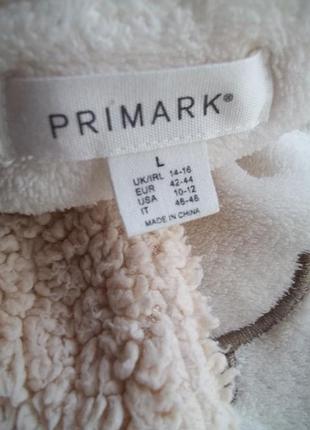 PRIMARK®
L
UK/IRL 14-16
EUR 42-44
USA 10-12
IT 46-48
MADE IN CHINA